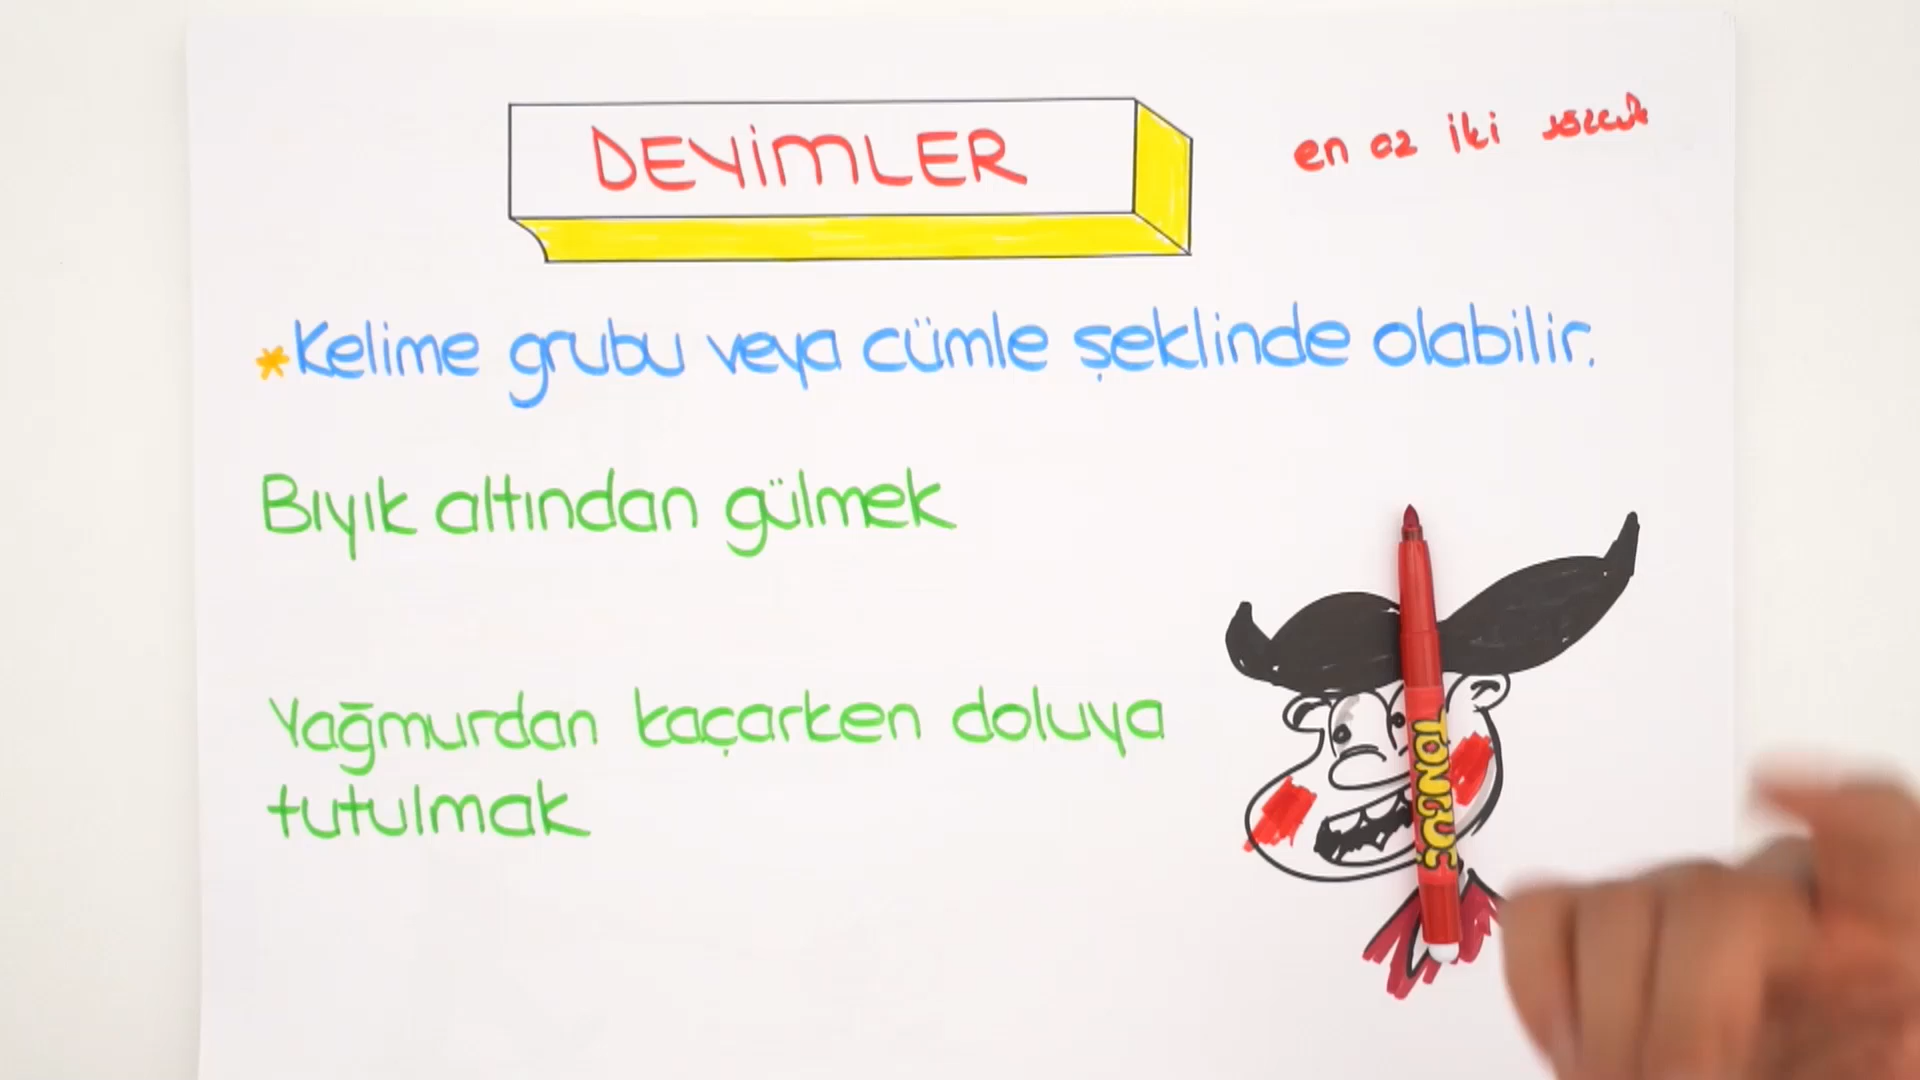 DEYİMLER
en az iki sözcük
*Kelime grubu veya cümle şeklinde olabilir.
Bıyık altından gülmek
Yağmurdan kaçarken doluya
tutulmak
TONGUÇ